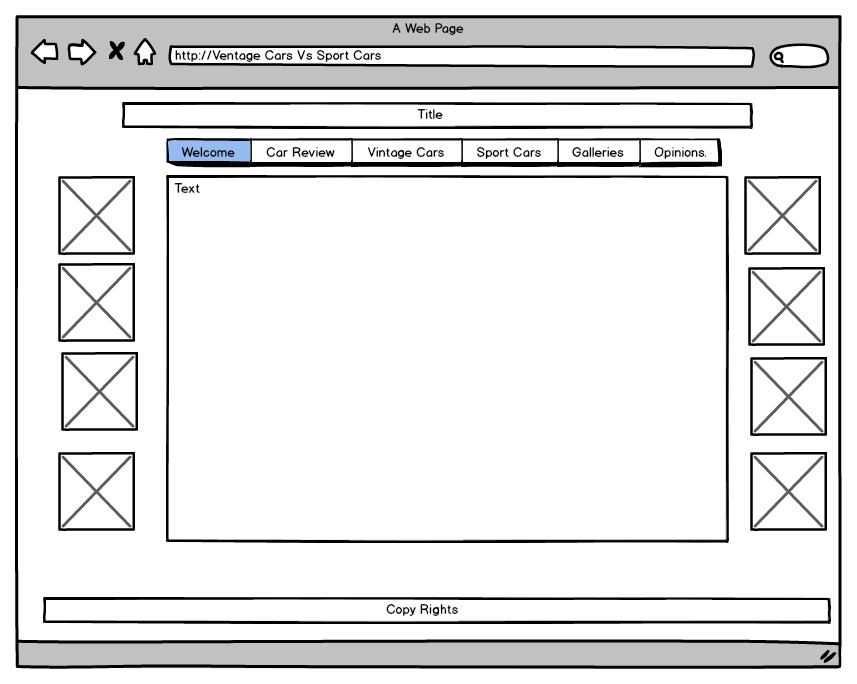 A Web Page
http://Ventage Cars Vs Sport Cars
Title
Welcome Car Review Vintage Cars Sport Cars Galleries Opinions.
Text
Copy Rights